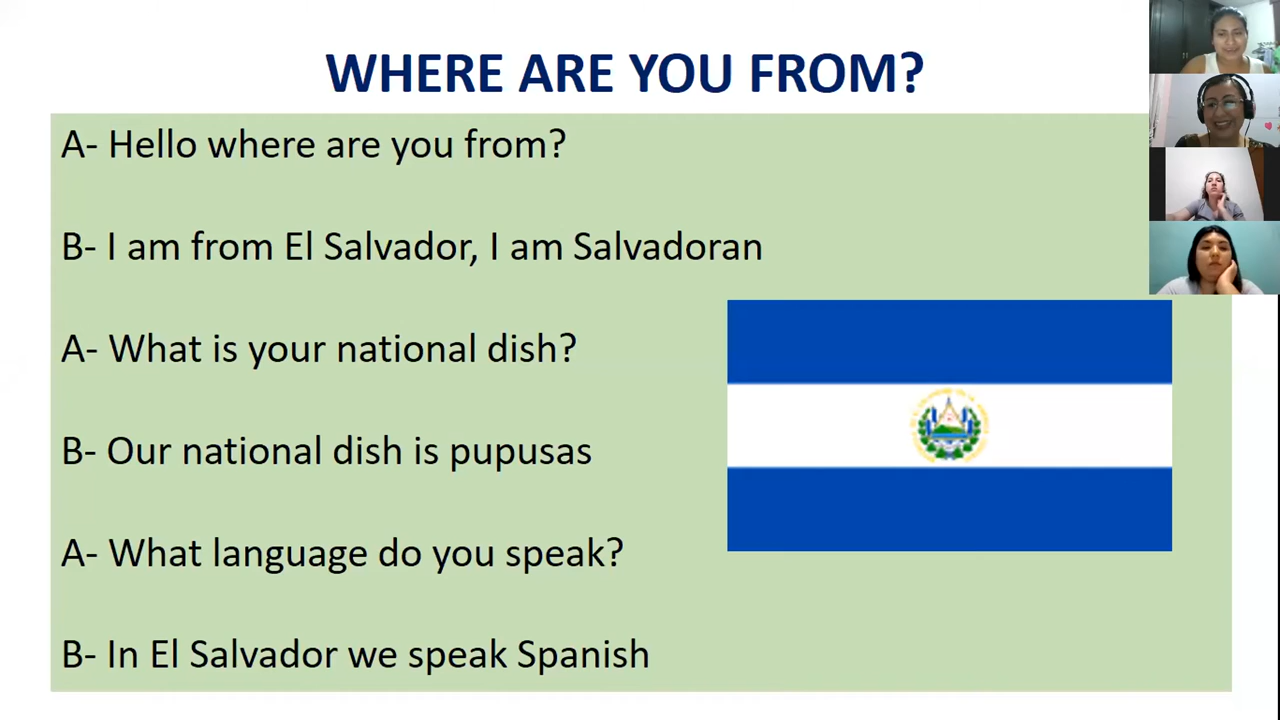 WHERE ARE YOU FROM?
A- Hello where are you from?
B- I am from El Salvador, I am Salvadoran
A- What is your national dish?
B- Our national dish is pupusas
A- What language do you speak?
B- In El Salvador we speak Spanish